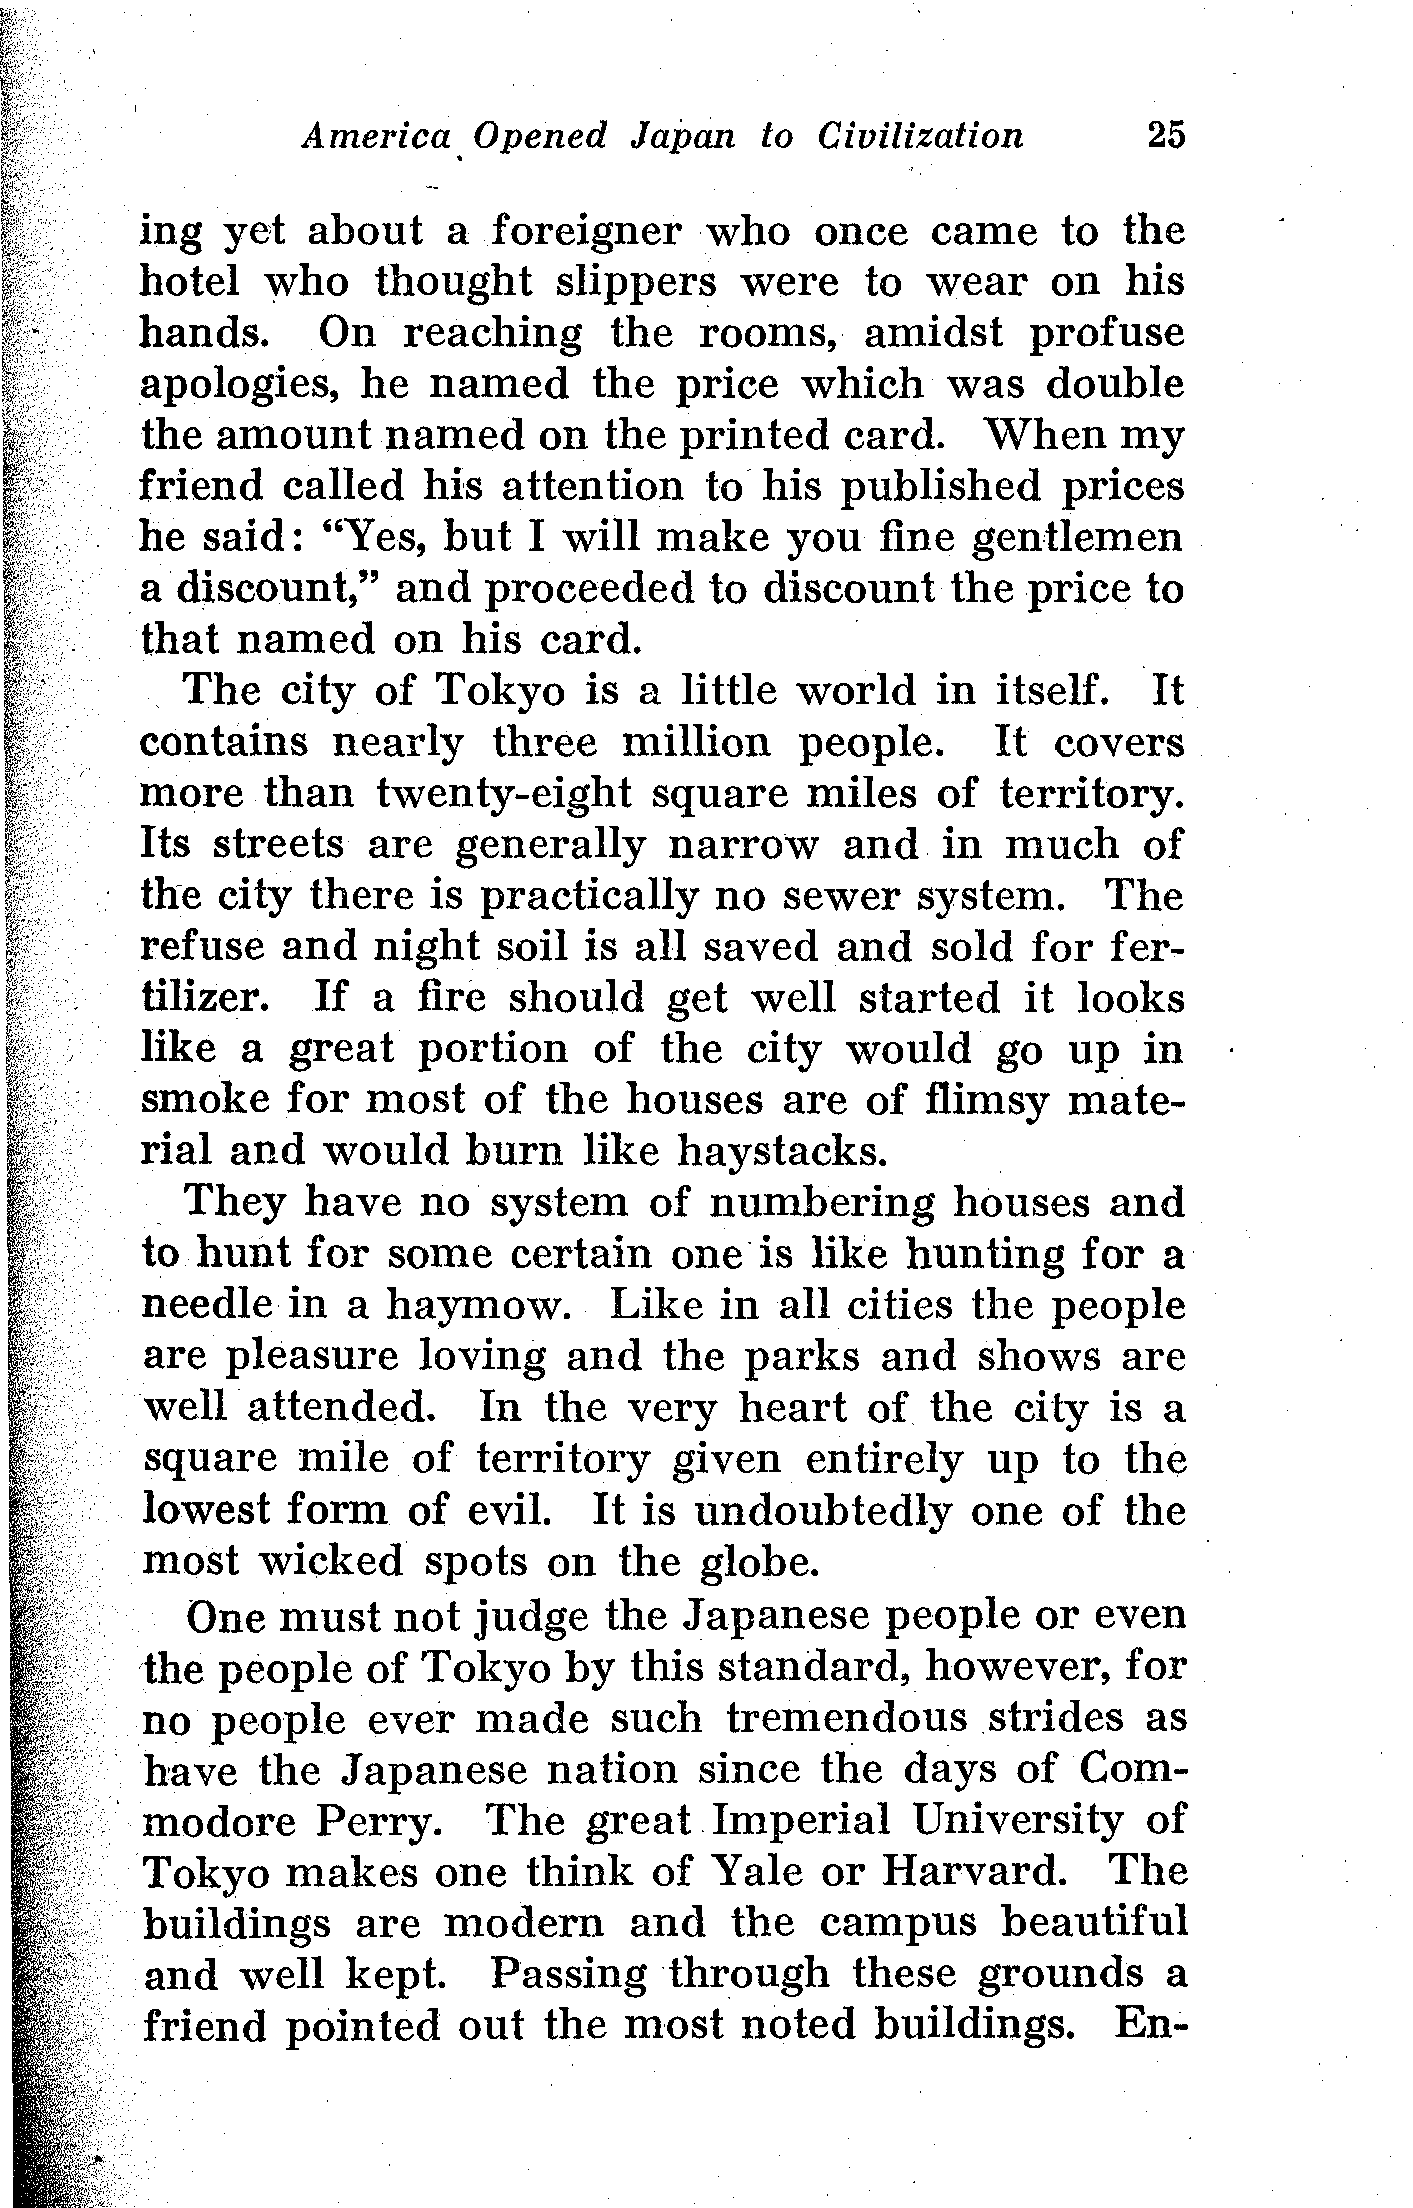 America Opened Japan to Civilization 25
ing yet about a foreigner who once came to the
hotel who thought slippers were to wear on his
hands. On reaching the rooms, amidst profuse
apologies, he named the price which was double
the amount named on the printed card. When my
friend called his attention to his published prices
he said: “Yes, but I will make you fine gentlemen
a discount,” and proceeded to discount the price to
that named on his card.
The city of Tokyo is a little world in itself. It
contains nearly three million people. It covers
more than twenty-eight square miles of territory.
Its streets are generally narrow and in much of
the city there is practically no sewer system. The
refuse and night soil is all saved and sold for fer-
tilizer. If a fire should get well started it looks
like a great portion of the city would go up in
smoke for most of the houses are of flimsy mate-
rial and would burn like haystacks.
They have no system of numbering houses and
to hunt for some certain one is like hunting for a
needle in a haymow. Like in all cities the people
are pleasure loving and the parks and shows are
well attended. In the very heart of the city is a
square mile of territory given entirely up to the
lowest form of evil. It is undoubtedly one of the
most wicked spots on the globe.
One must not judge the Japanese people or even
the people of Tokyo by this standard, however, for
no people ever made such tremendous strides as
have the Japanese nation since the days of Com-
modore Perry. The great Imperial University of
Tokyo makes one think of Yale or Harvard. The
buildings are modern and the campus beautiful
and well kept. Passing through these grounds a
friend pointed out the most noted buildings. En-